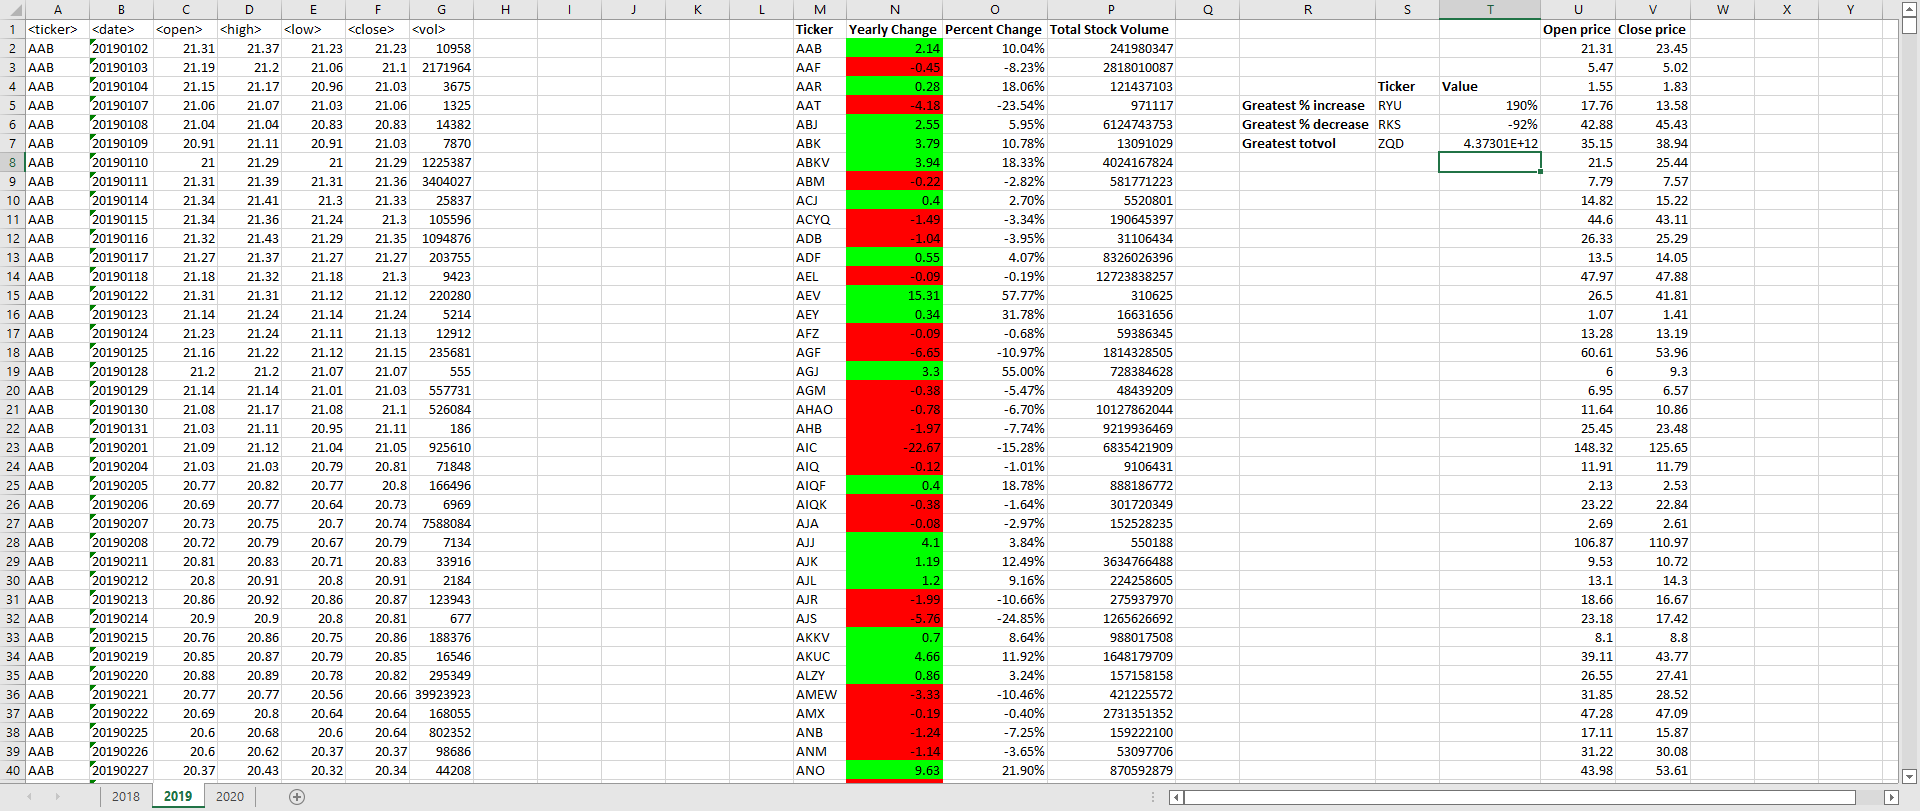 A B C D E F G H I J K L M N O P Q R S T U V W X Y
1 <ticker> <date> <open> <high> <low> <close> <vol> Ticker Yearly Change Percent Change Total Stock Volume Open price Close price
2 AAB 20190102 21.31 21.37 21.23 21.23 10958 AAB 2.14 10.04% 241980347 21.31 23.45
3 AAB 20190103 21.19 21.2 21.06 21.1 2171964 AAF -0.45 -8.23% 2818010087 5.47 5.02
4 AAB 20190104 21.15 21.17 20.96 21.03 3675 AAR 0.28 18.06% 121437103 Ticker Value 1.55 1.83
5 AAB 20190107 21.06 21.07 21.03 21.06 1325 AAT -4.18 -23.54% 971117 Greatest % increase RYU 190% 17.76 13.58
6 AAB 20190108 21.04 21.04 20.83 20.83 14382 ABJ 2.55 5.95% 6124743753 Greatest % decrease RKS -92% 42.88 45.43
7 AAB 20190109 20.91 21.11 20.91 21.03 7870 ABK 3.79 10.78% 13091029 Greatest totvol ZQD 4.37301E+12 35.15 38.94
8 AAB 20190110 21 21.29 21 21.29 1225387 ABKV 3.94 18.33% 4024167824 21.5 25.44
9 AAB 20190111 21.31 21.39 21.31 21.36 3404027 ABM -0.22 -2.82% 581771223 7.79 7.57
10 AAB 20190114 21.34 21.41 21.3 21.33 25837 ACJ 0.4 2.70% 5520801 14.82 15.22
11 AAB 20190115 21.34 21.36 21.24 21.3 105596 ACYQ -1.49 -3.34% 190645397 44.6 43.11
12 AAB 20190116 21.32 21.43 21.29 21.35 1094876 ADB -1.04 -3.95% 31106434 26.33 25.29
13 AAB 20190117 21.27 21.37 21.27 21.27 203755 ADF 0.55 4.07% 8326026396 13.5 14.05
14 AAB 20190118 21.18 21.32 21.18 21.3 9423 AEL -0.09 -0.19% 12723838257 47.97 47.88
15 AAB 20190122 21.31 21.31 21.12 21.12 220280 AEV 15.31 57.77% 310625 26.5 41.81
16 AAB 20190123 21.14 21.24 21.14 21.24 5214 AEY 0.34 31.78% 16631656 1.07 1.41
17 AAB 20190124 21.23 21.24 21.11 21.13 12912 AFZ -0.09 -0.68% 59386345 13.28 13.19
18 AAB 20190125 21.16 21.22 21.12 21.15 235681 AGF -6.65 -10.97% 1814328505 60.61 53.96
19 AAB 20190128 21.2 21.2 21.07 21.07 555 AGJ 3.3 55.00% 728384628 6 9.3
20 AAB 20190129 21.14 21.14 21.01 21.03 557731 AGM -0.38 -5.47% 48439209 6.95 6.57
21 AAB 20190130 21.08 21.17 21.08 21.1 526084 AHAO -0.78 -6.70% 10127862044 11.64 10.86
22 AAB 20190131 21.03 21.11 20.95 21.11 186 AHB -1.97 -7.74% 9219936469 25.45 23.48
23 AAB 20190201 21.09 21.12 21.04 21.05 925610 AIC -22.67 -15.28% 6835421909 148.32 125.65
24 AAB 20190204 21.03 21.03 20.79 20.81 71848 AIQ -0.12 -1.01% 9106431 11.91 11.79
25 AAB 20190205 20.77 20.82 20.77 20.8 166496 AIQF 0.4 18.78% 888186772 2.13 2.53
26 AAB 20190206 20.69 20.77 20.64 20.73 6969 AIQK -0.38 -1.64% 301720349 23.22 22.84
27 AAB 20190207 20.73 20.75 20.7 20.74 7588084 AJA -0.08 -2.97% 152528235 2.69 2.61
28 AAB 20190208 20.72 20.79 20.67 20.79 7134 AJJ 4.1 3.84% 550188 106.87 110.97
29 AAB 20190211 20.81 20.83 20.71 20.83 33916 AJK 1.19 12.49% 3634766488 9.53 10.72
30 AAB 20190212 20.8 20.91 20.8 20.91 2184 AJL 1.2 9.16% 224258605 13.1 14.3
31 AAB 20190213 20.86 20.92 20.86 20.87 123943 AJR -1.99 -10.66% 275937970 18.66 16.67
32 AAB 20190214 20.9 20.9 20.8 20.81 677 AJS -5.76 -24.85% 1265626692 23.18 17.42
33 AAB 20190215 20.76 20.86 20.75 20.86 188376 AKKV 0.7 8.64% 988017508 8.1 8.8
34 AAB 20190219 20.85 20.87 20.79 20.85 16546 AKUC 4.66 11.92% 1648179709 39.11 43.77
35 AAB 20190220 20.88 20.89 20.78 20.82 295349 ALZY 0.86 3.24% 157158158 26.55 27.41
36 AAB 20190221 20.77 20.77 20.56 20.66 39923923 AMEW -3.33 -10.46% 421225572 31.85 28.52
37 AAB 20190222 20.69 20.8 20.64 20.64 168055 AMX -0.19 -0.40% 2731351352 47.28 47.09
38 AAB 20190225 20.6 20.68 20.6 20.64 802352 ANB -1.24 -7.25% 159222100 17.11 15.87
39 AAB 20190226 20.6 20.62 20.37 20.37 98686 ANM -1.14 -3.65% 53097706 31.22 30.08
40 AAB 20190227 20.37 20.43 20.32 20.34 44208 ANO 9.63 21.90% 870592879 43.98 53.61
2018 2019 2020